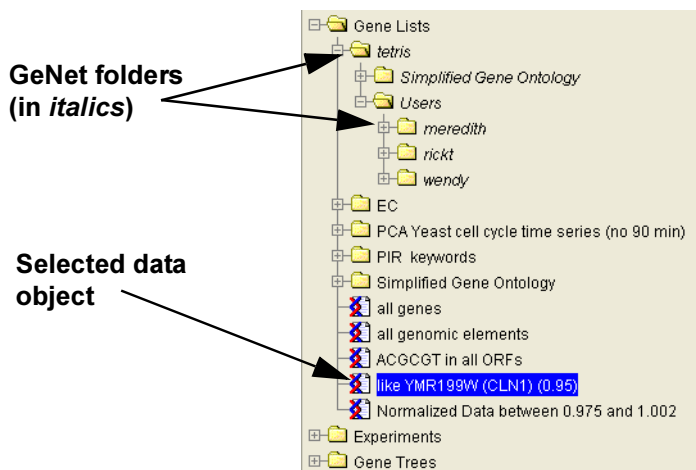 Gene Lists
tetris
GeNet folders
(in italics)
Simplified Gene Ontology
Users
meredith
rickt
wendy
EC
PCA Yeast cell cycle time series (no 90 min)
PIR keywords
Selected data
object
Simplified Gene Ontology
all genes
all genomic elements
ACGCGT in all ORFs
like YMR199W (CLN1) (0.95)
Normalized Data between 0.975 and 1.002
Experiments
Gene Trees